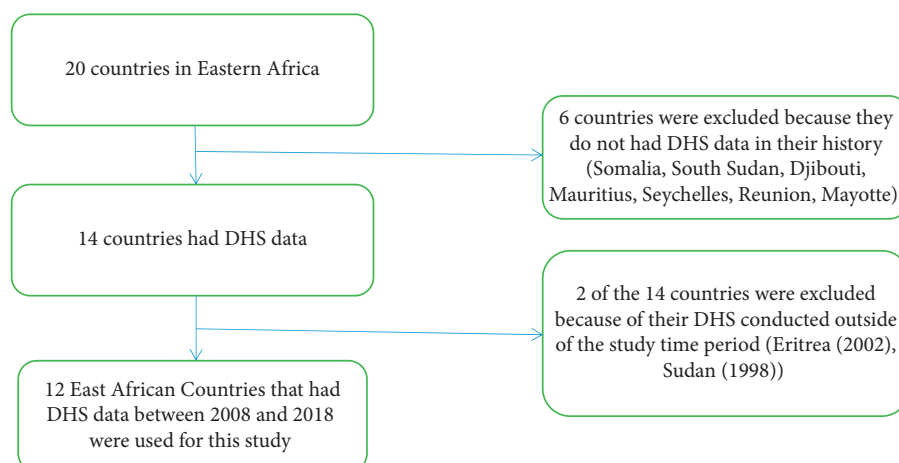 20 countries in Eastern Africa
6 countries were excluded because they
do not had DHS data in their history
(Somalia, South Sudan, Djibouti,
Mauritius, Seychelles, Reunion, Mayotte)
14 countries had DHS data
2 of the 14 countries were excluded
because of their DHS conducted outside
of the study time period (Eritrea (2002),
Sudan (1998))
12 East African Countries that had
DHS data between 2008 and 2018
were used for this study